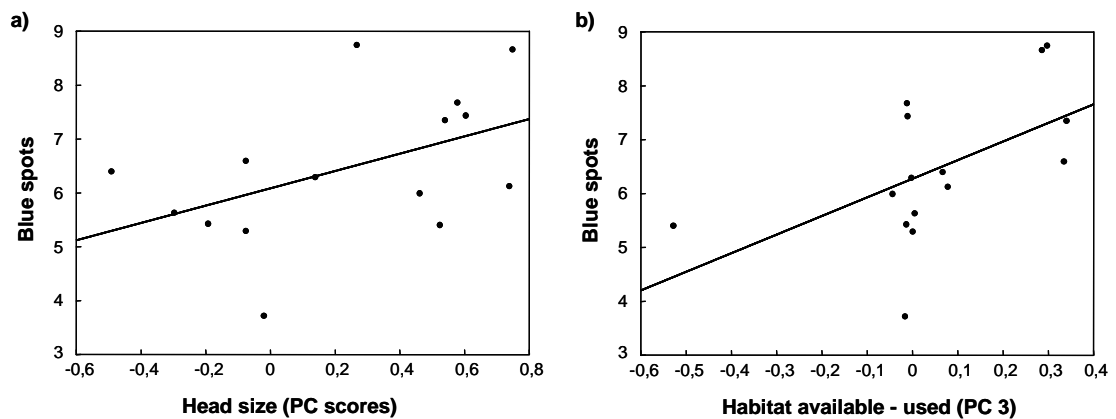 a)
9
8
7
6
5
4
3
Blue spots
-0,6 -0,4 -0,2 0 0,2 0,4 0,6 0,8
Head size (PC scores)
b)
9
8
7
6
5
4
3
Blue spots
-0,6 -0,5 -0,4 -0,3 -0,2 -0,1 0 0,1 0,2 0,3 0,4
Habitat available - used (PC 3)